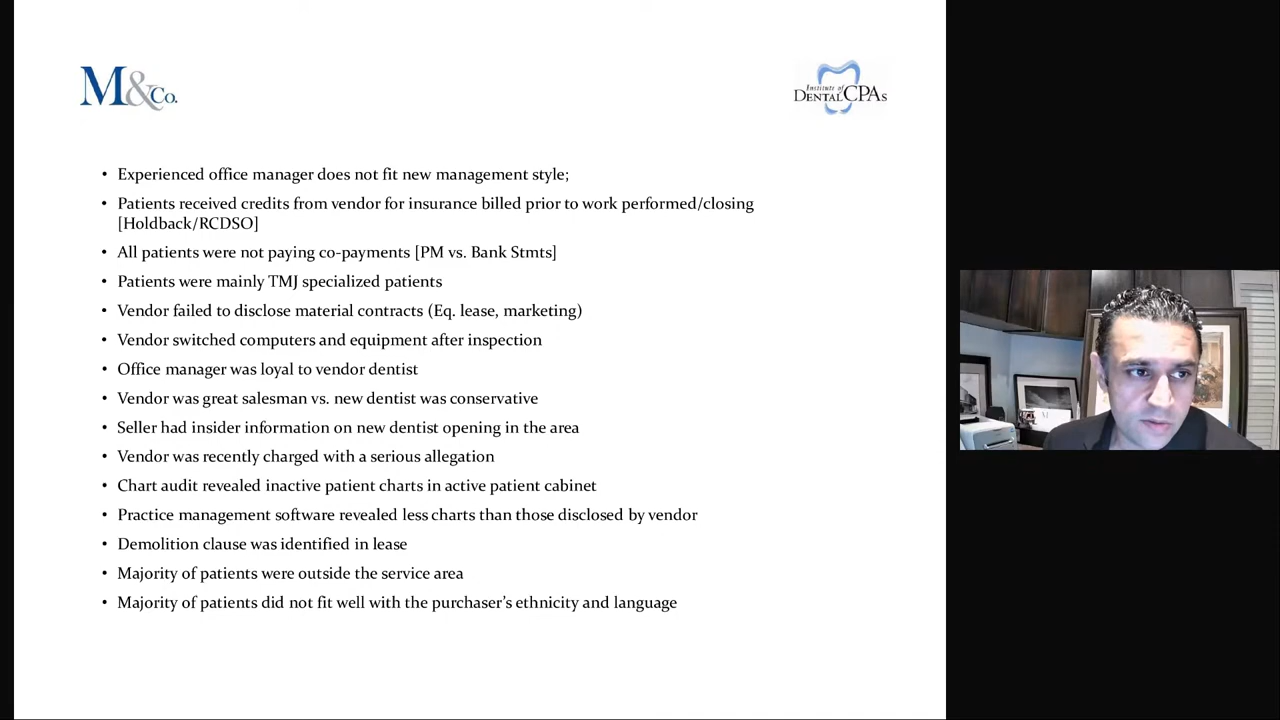 M&Co.
Institute of
DENTALCPAs
• Experienced office manager does not fit new management style;
• Patients received credits from vendor for insurance billed prior to work performed/closing
[Holdback/RCDSO]
• All patients were not paying co-payments [PM vs. Bank Stmts]
• Patients were mainly TMJ specialized patients
• Vendor failed to disclose material contracts (Eq. lease, marketing)
• Vendor switched computers and equipment after inspection
• Office manager was loyal to vendor dentist
• Vendor was great salesman vs. new dentist was conservative
• Seller had insider information on new dentist opening in the area
• Vendor was recently charged with a serious allegation
• Chart audit revealed inactive patient charts in active patient cabinet
• Practice management software revealed less charts than those disclosed by vendor
• Demolition clause was identified in lease
• Majority of patients were outside the service area
• Majority of patients did not fit well with the purchaser's ethnicity and language